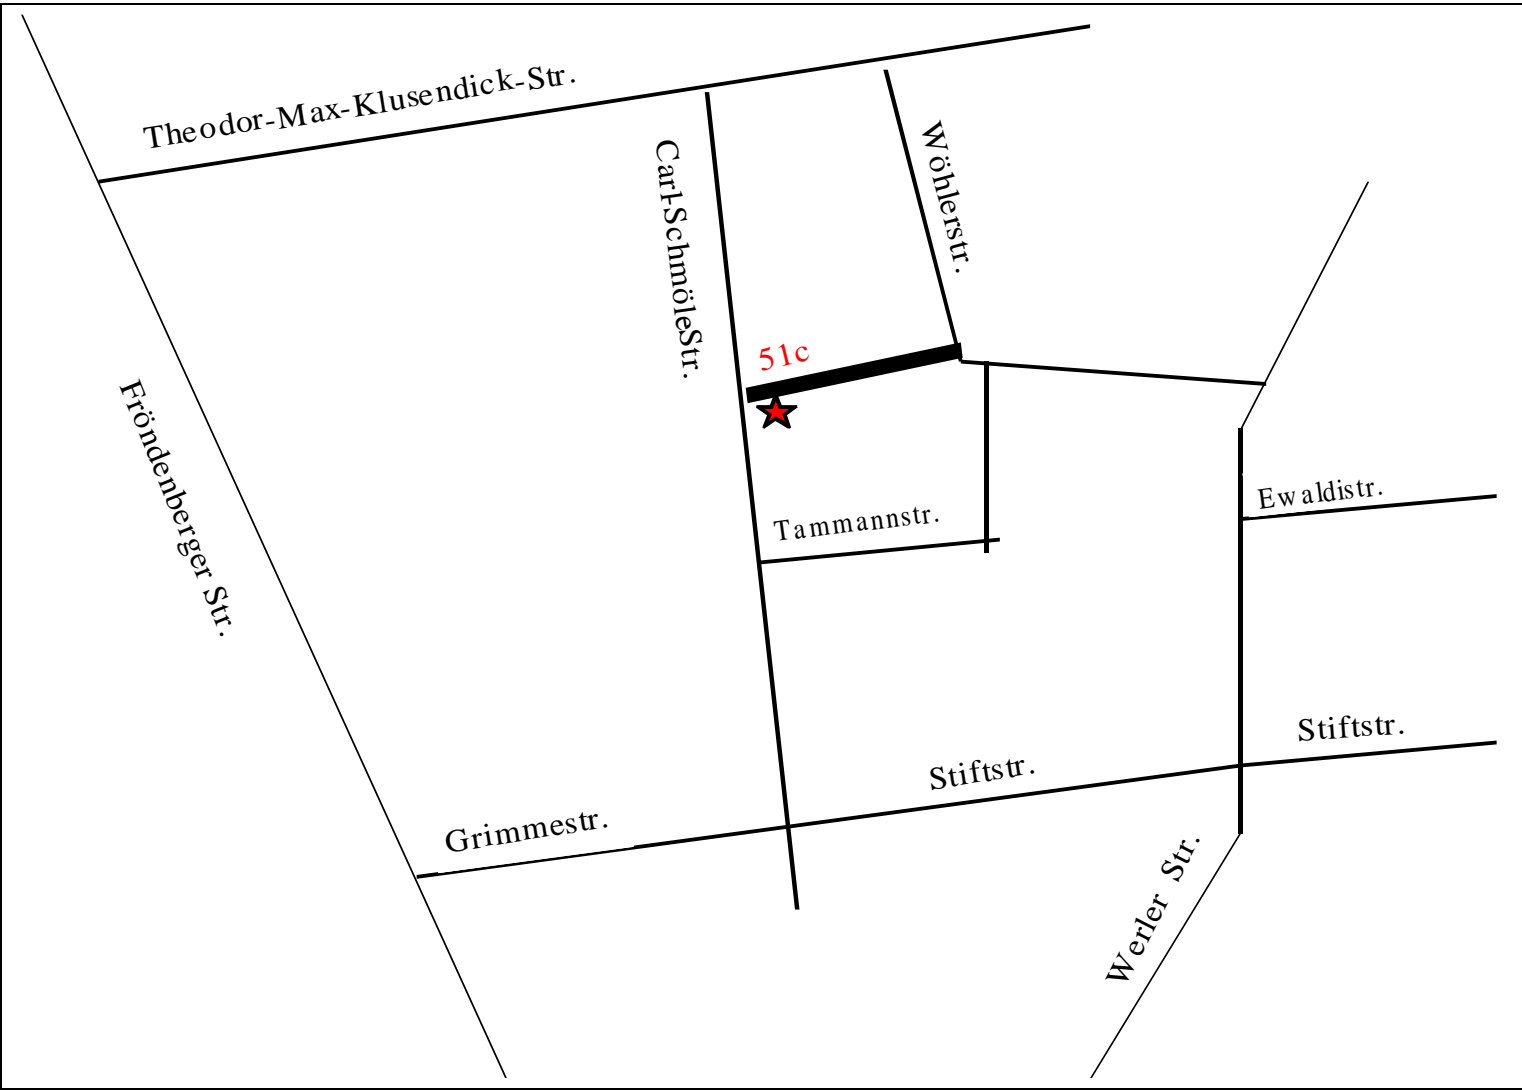 Theodor-Max-Klusendick-Str.
Carl-SchmöleStr.
Wöhlerstr.
51c
Fröndenberger Str.
Tammannstr.
Ewaldistr.
Stiftstr.
Stiftstr.
Grimmestr.
Werler Str.